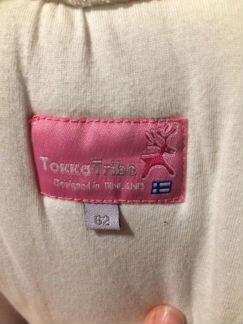 TOKKATribe
Designed in FINLAND
62